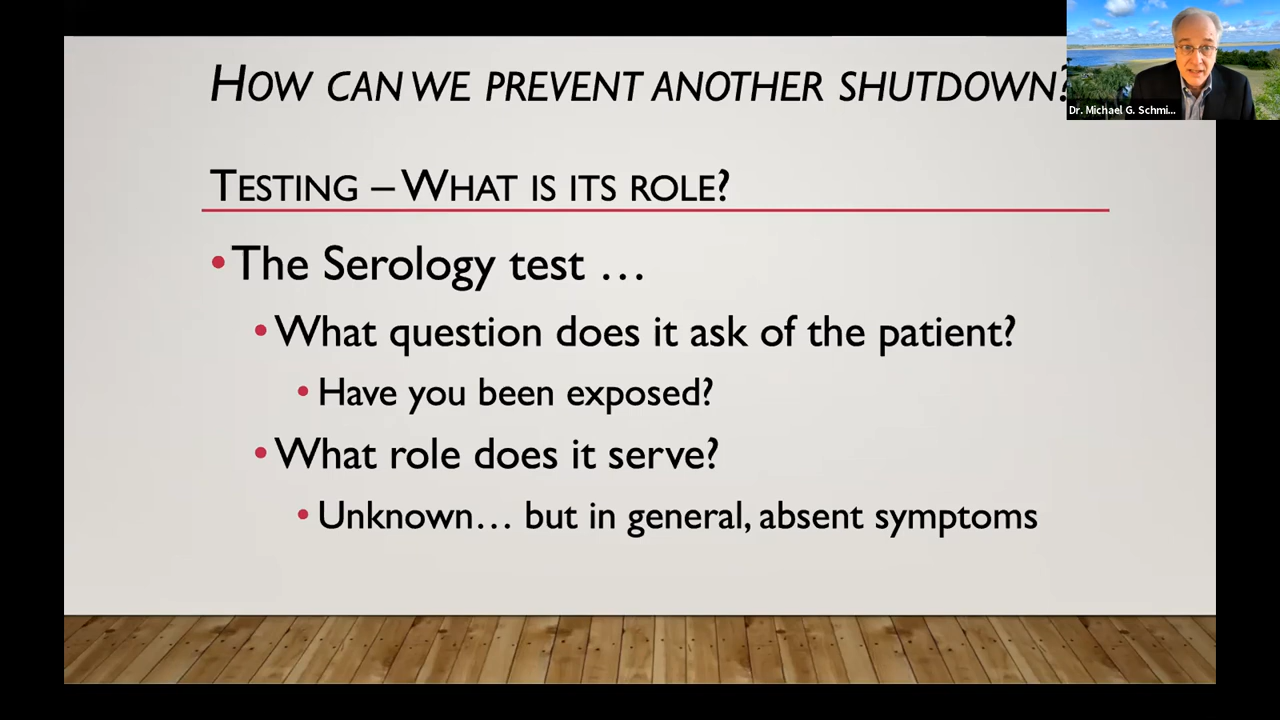 HOW CAN WE PREVENT ANOTHER SHUTDOWN?
Dr. Michael G. Schmi...
TESTING – WHAT IS ITS ROLE?
•The Serology test …
•What question does it ask of the patient?
•Have you been exposed?
•What role does it serve?
•Unknown… but in general, absent symptoms